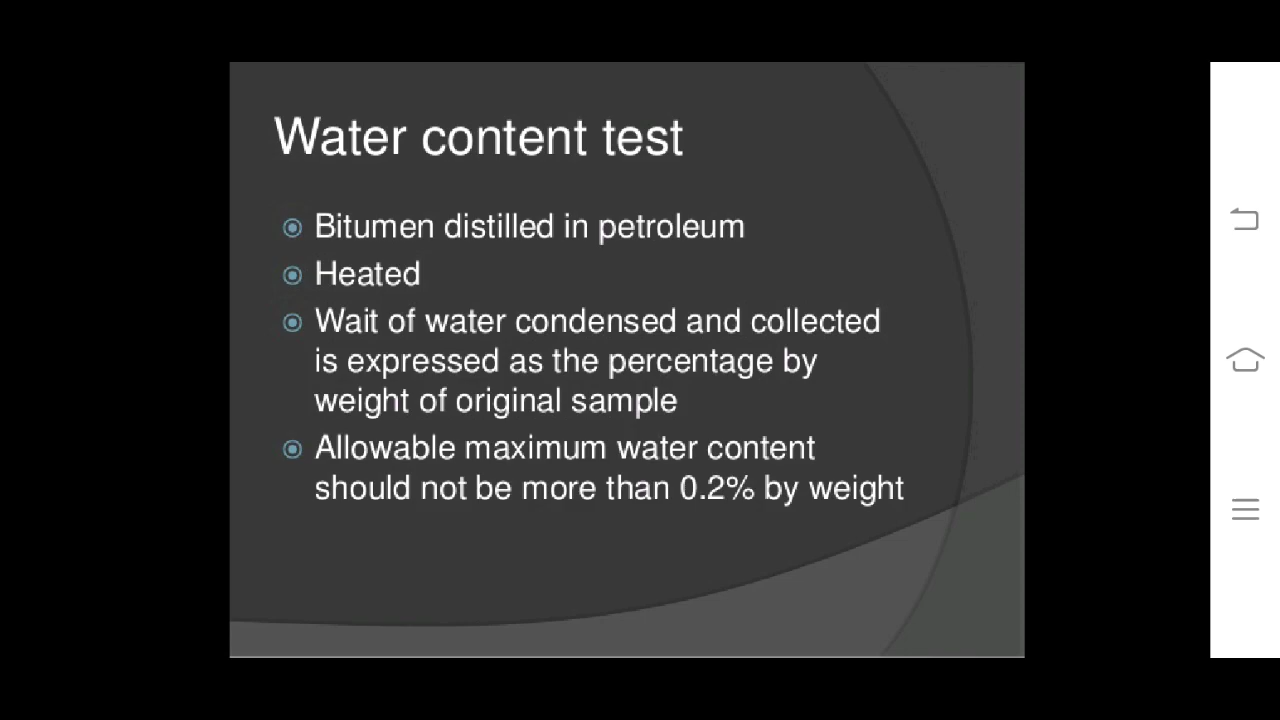 Water content test
Bitumen distilled in petroleum
Heated
Wait of water condensed and collected
is expressed as the percentage by
weight of original sample
Allowable maximum water content
should not be more than 0.2% by weight